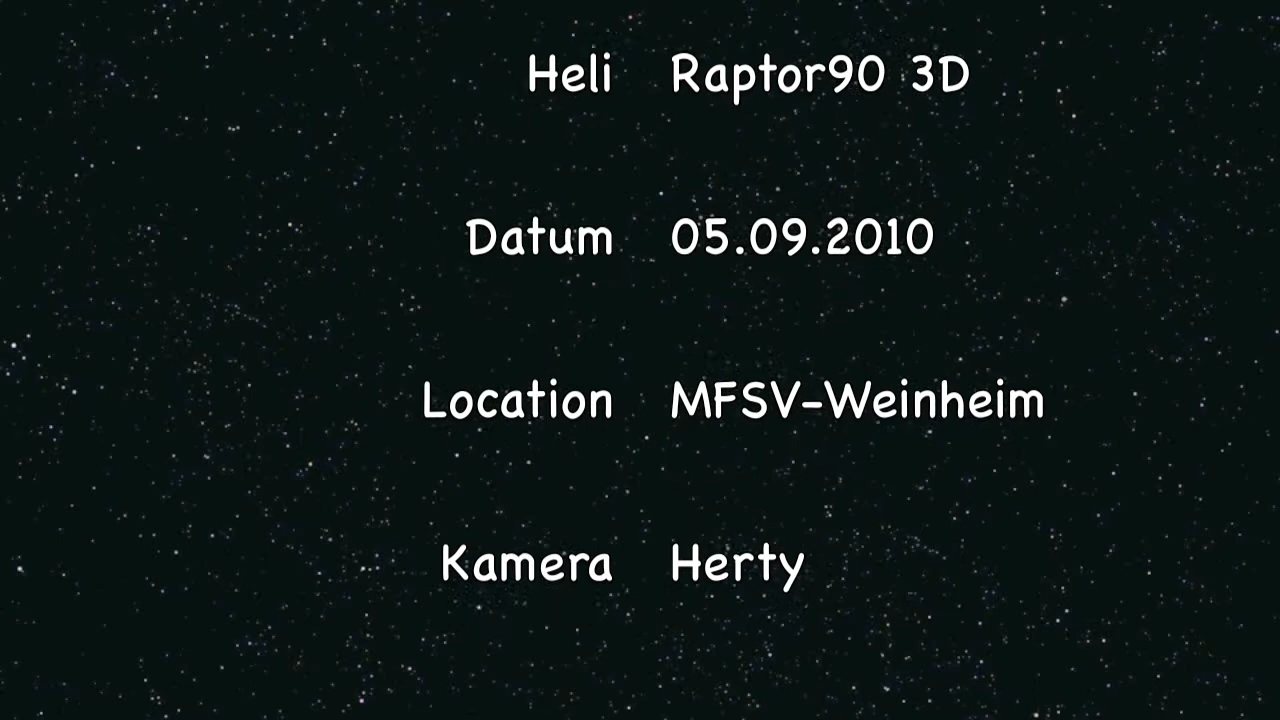 Heli Raptor90 3D
Datum 05.09.2010
Location MFSV-Weinheim
Kamera Herty